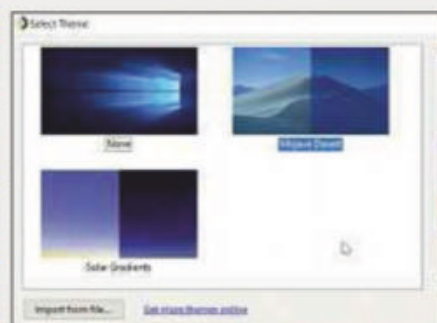 Select Theme
None
Mojave Desert
Solar Gradients
Import from file...
Get more themes online